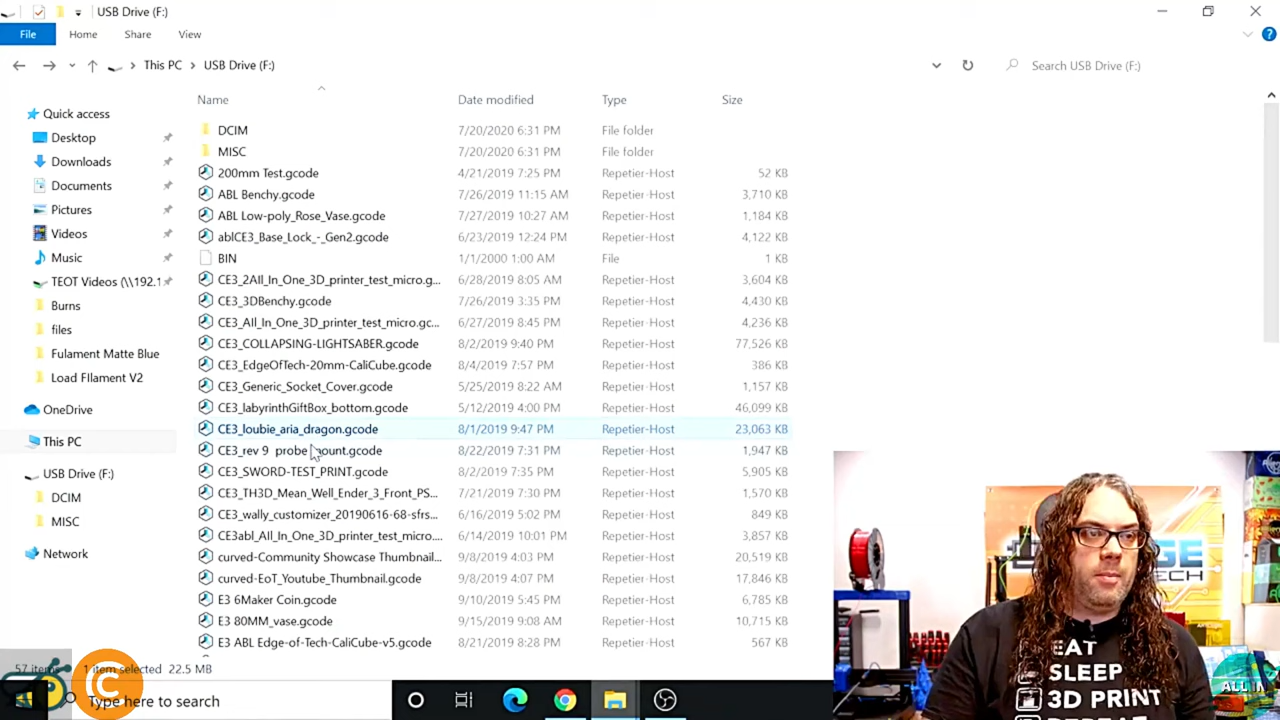 USB Drive (F:)
File Home Share View
This PC USB Drive (F:) Search USB Drive (F:)
Name Date modified Type Size
Quick access
Desktop
Downloads
Documents
Pictures
Videos
Music
TEOT Videos (\\192.1
Burns
files
Fulament Matte Blue
Load FIlament V2
OneDrive
This PC
USB Drive (F:)
DCIM
MISC
Network
DCIM 7/20/2020 6:31 PM File folder
MISC 7/20/2020 6:31 PM File folder
200mm Test.gcode 4/21/2019 7:25 PM Repetier-Host 52 KB
ABL Benchy.gcode 7/26/2019 11:15 AM Repetier-Host 3,710 KB
ABL Low-poly_Rose_Vase.gcode 7/27/2019 10:27 AM Repetier-Host 1,184 KB
ablCE3_Base_Lock_-_Gen2.gcode 6/23/2019 12:24 PM Repetier-Host 4,122 KB
BIN 1/1/2000 1:00 AM File 1 KB
CE3_2All_In_One_3D_printer_test_micro.g... 6/28/2019 8:05 AM Repetier-Host 3,604 KB
CE3_3DBenchy.gcode 7/26/2019 3:35 PM Repetier-Host 4,430 KB
CE3_All_In_One_3D_printer_test_micro.gc... 6/27/2019 8:45 PM Repetier-Host 4,236 KB
CE3_COLLAPSING-LIGHTSABER.gcode 8/2/2019 9:40 PM Repetier-Host 77,526 KB
CE3_EdgeOfTech-20mm-CaliCube.gcode 8/4/2019 7:57 PM Repetier-Host 386 KB
CE3_Generic_Socket_Cover.gcode 5/25/2019 8:22 AM Repetier-Host 1,157 KB
CE3_labyrinthGiftBox_bottom.gcode 5/12/2019 4:00 PM Repetier-Host 46,099 KB
CE3_loubie_aria_dragon.gcode 8/1/2019 9:47 PM Repetier-Host 23,063 KB
CE3_rev 9 probe mount.gcode 8/22/2019 7:31 PM Repetier-Host 1,947 KB
CE3_SWORD-TEST_PRINT.gcode 8/2/2019 7:35 PM Repetier-Host 5,905 KB
CE3_TH3D_Mean_Well_Ender_3_Front_PS... 7/21/2019 7:30 PM Repetier-Host 1,570 KB
CE3_wally_customizer_20190616-68-sfrs... 6/16/2019 5:02 PM Repetier-Host 849 KB
CE3abl_All_In_One_3D_printer_test_micro.... 6/14/2019 10:01 PM Repetier-Host 3,857 KB
curved-Community Showcase Thumbnail... 9/8/2019 4:03 PM Repetier-Host 20,519 KB
curved-EoT_Youtube_Thumbnail.gcode 9/8/2019 4:07 PM Repetier-Host 17,846 KB
E3 6Maker Coin.gcode 9/10/2019 5:45 PM Repetier-Host 6,785 KB
E3 80MM_vase.gcode 9/15/2019 9:08 AM Repetier-Host 10,715 KB
E3 ABL Edge-of-Tech-CaliCube-v5.gcode 8/21/2019 8:28 PM Repetier-Host 567 KB
57 items 1 item selected 22.5 MB
Type here to search
EAT
SLEEP
3D PRINT
ALL IN